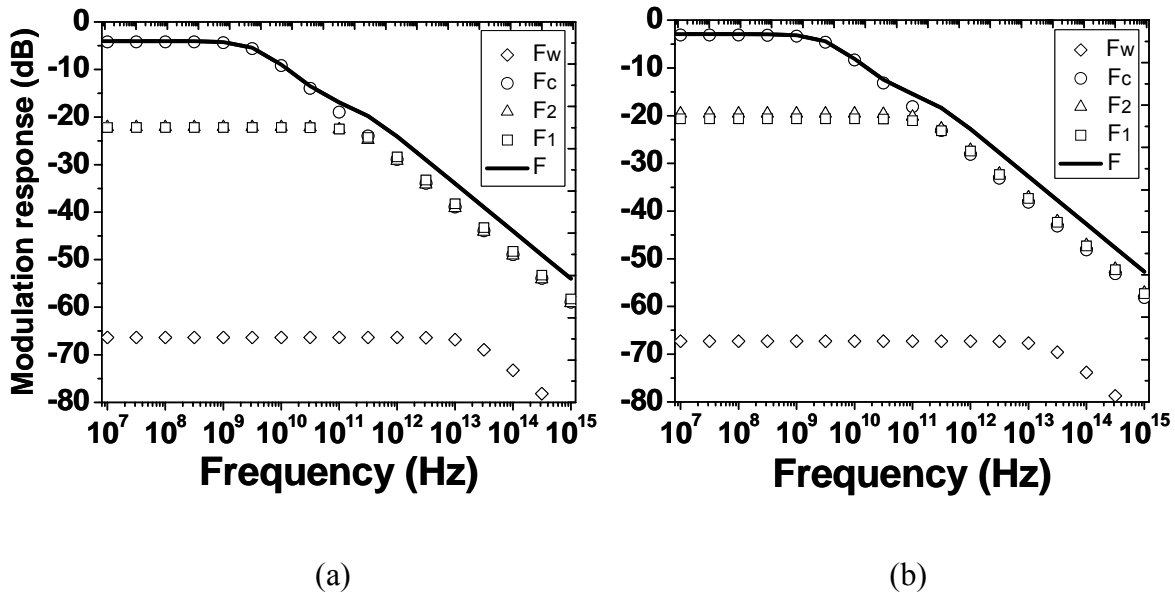 Modulation response (dB)
0
-10
-20
-30
-40
-50
-60
-70
-80
10^7 10^8 10^9 10^10 10^11 10^12 10^13 10^14 10^15
Frequency (Hz)
Fw
Fc
F2
F1
F
(a)
0
-10
-20
-30
-40
-50
-60
-70
-80
10^7 10^8 10^9 10^10 10^11 10^12 10^13 10^14 10^15
Frequency (Hz)
Fw
Fc
F2
F1
F
(b)